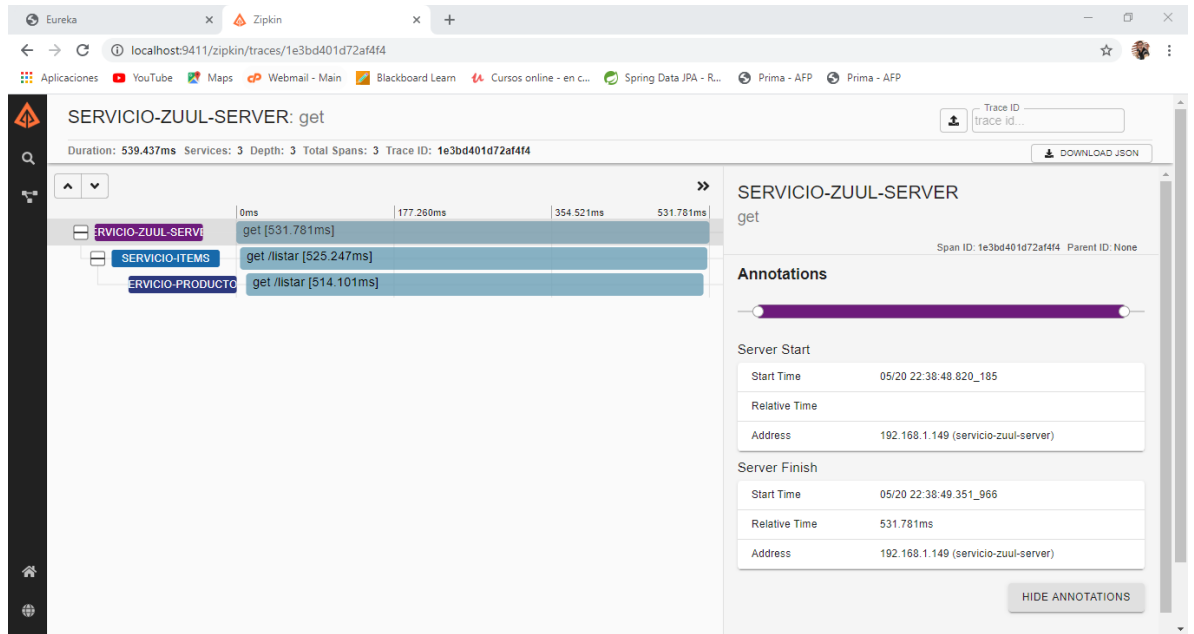 Eureka
Zipkin
localhost:9411/zipkin/traces/1e3bd401d72af4f4
Aplicaciones YouTube Maps Webmail - Main Blackboard Learn Cursos online - en c... Spring Data JPA - R... Prima - AFP Prima - AFP
SERVICIO-ZUUL-SERVER: get
Trace ID
trace id...
Duration: 539.437ms Services: 3 Depth: 3 Total Spans: 3 Trace ID: 1e3bd401d72af4f4
DOWNLOAD JSON
0ms 177.260ms 354.521ms 531.781ms
ERVICIO-ZUUL-SERVE get [531.781ms]
SERVICIO-ITEMS get /listar [525.247ms]
ERVICIO-PRODUCTO get /listar [514.101ms]
SERVICIO-ZUUL-SERVER
get
Span ID: 1e3bd401d72af4f4 Parent ID: None
Annotations
Server Start
Start Time 05/20 22:38:48.820_185
Relative Time
Address 192.168.1.149 (servicio-zuul-server)
Server Finish
Start Time 05/20 22:38:49.351_966
Relative Time 531.781ms
Address 192.168.1.149 (servicio-zuul-server)
HIDE ANNOTATIONS